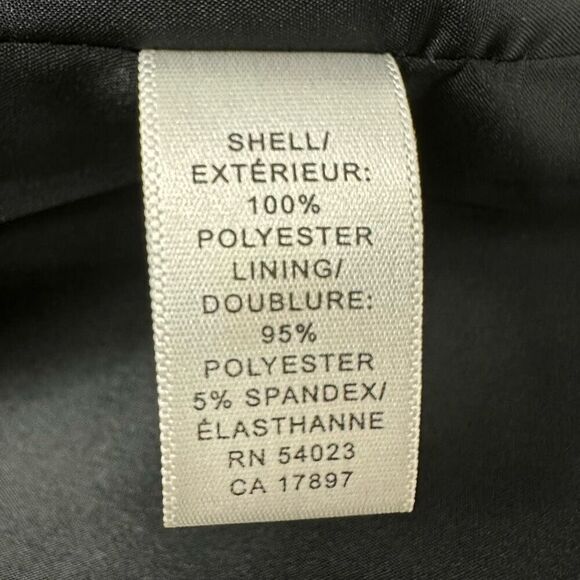 SHELL/
EXTÉRIEUR:
100%
POLYESTER
LINING/
DOUBLURE:
95%
POLYESTER
5% SPANDEX/
ÉLASTHANNE
RN 54023
CA 17897